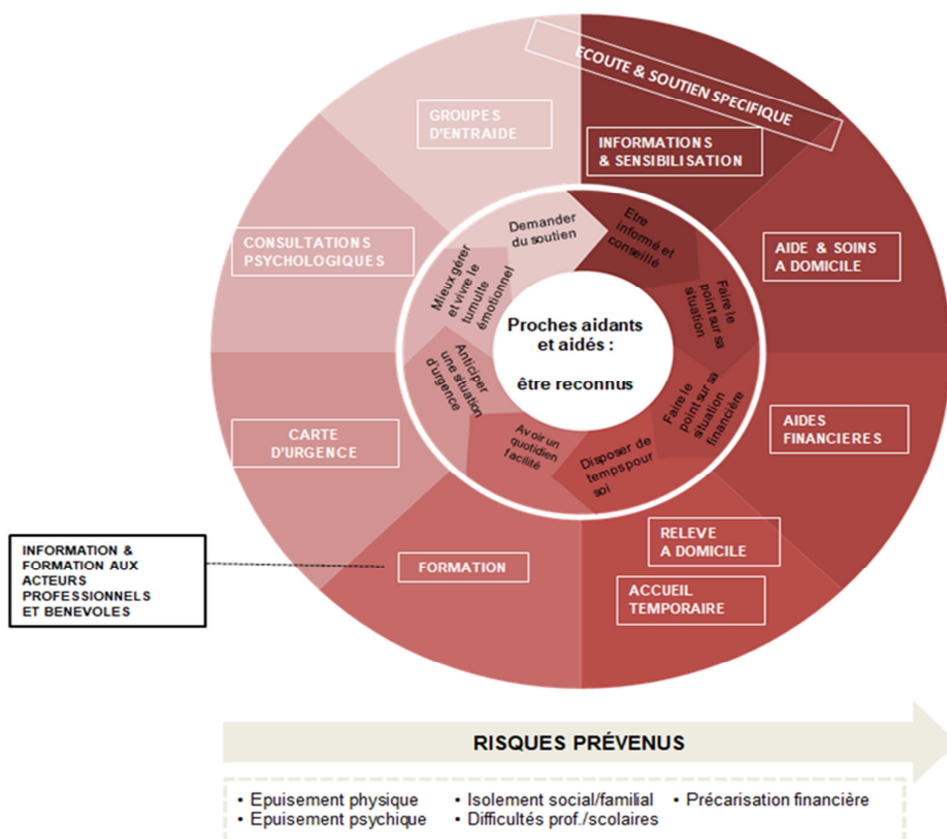 ECOUTE & SOUTIEN SPECIFIQUE
GROUPES
D'ENTRAIDE
INFORMATIONS
& SENSIBILISATION
CONSULTATIONS
PSYCHOLOGIQUES
AIDE & SOINS
A DOMICILE
Demander
du soutien
Etre
informé et
conseillé
Mieux gérer
et vivre le
tumulte
émotionnel
Faire le
point sur sa
situation
Proches aidants
et aidés :
être reconnus
Anticiper
une situation
d'urgence
Faire le
point sur sa
situation
financière
Avoir un
quotidien
facilité
Disposer de
temps pour
soi
CARTE
D'URGENCE
AIDES
FINANCIERES
RELEVE
A DOMICILE
FORMATION
ACCUEIL
TEMPORAIRE
INFORMATION &
FORMATION AUX
ACTEURS
PROFESSIONNELS
ET BENEVOLES
RISQUES PRÉVENUS
• Epuisement physique • Isolement social/familial • Précarisation financière
• Epuisement psychique • Difficultés prof./scolaires